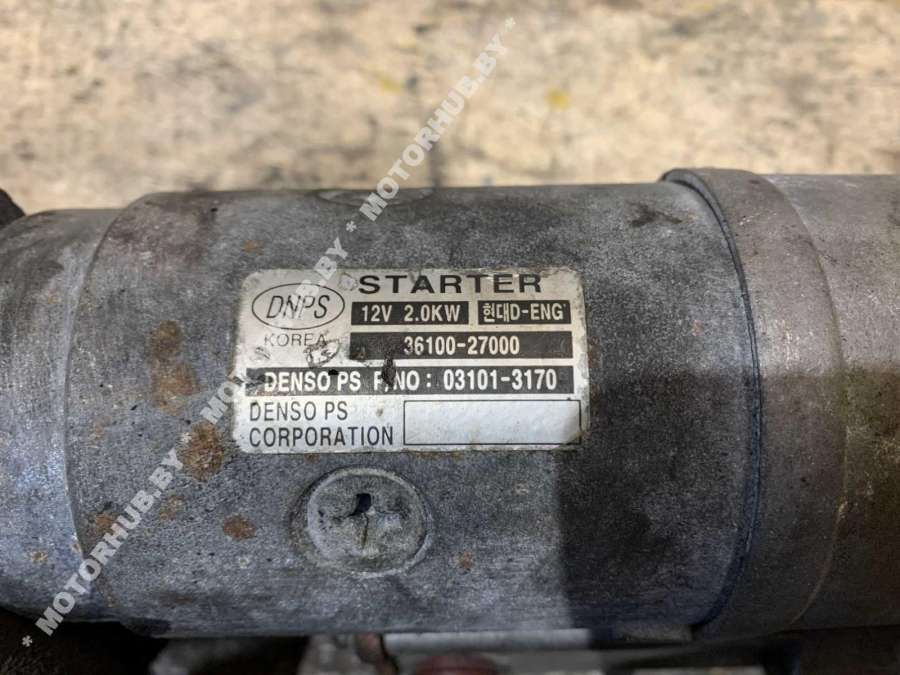 STARTER
DNPS
12V 2.0KW 현대D-ENG'
KOREA
36100-27000
DENSO PS P/NO : 03101-3170
DENSO PS
CORPORATION
* MOTORHUB.BY * MOTORHUB.BY * MOTORHUB.BY *